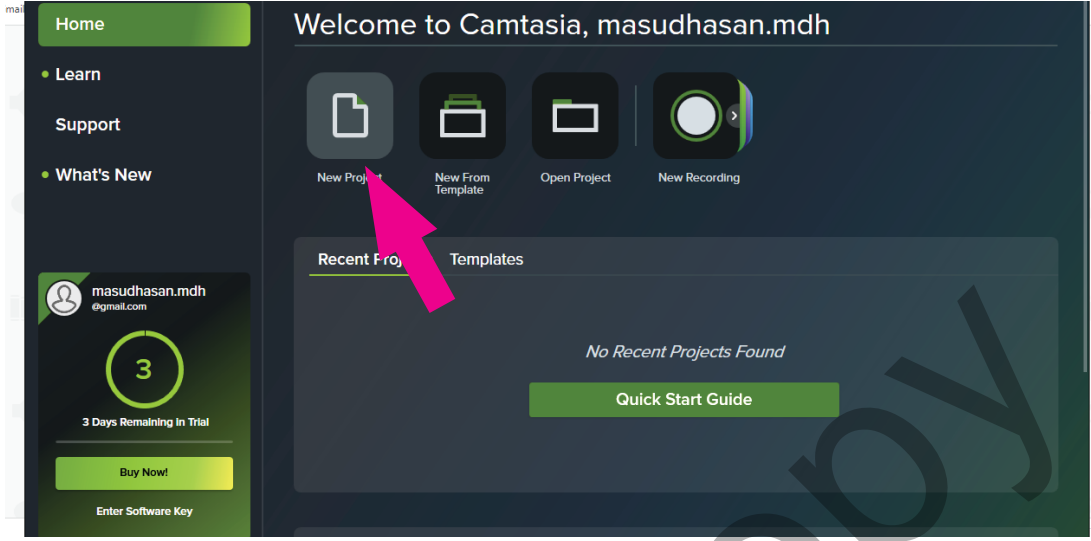 mail
Home
Learn
Support
What's New
masudhasan.mdh
@gmail.com
3
3 Days Remaining in Trial
Buy Now!
Enter Software Key
Welcome to Camtasia, masudhasan.mdh
New Project
New From
Template
Open Project
New Recording
Recent Proj
Templates
No Recent Projects Found
Quick Start Guide
opy